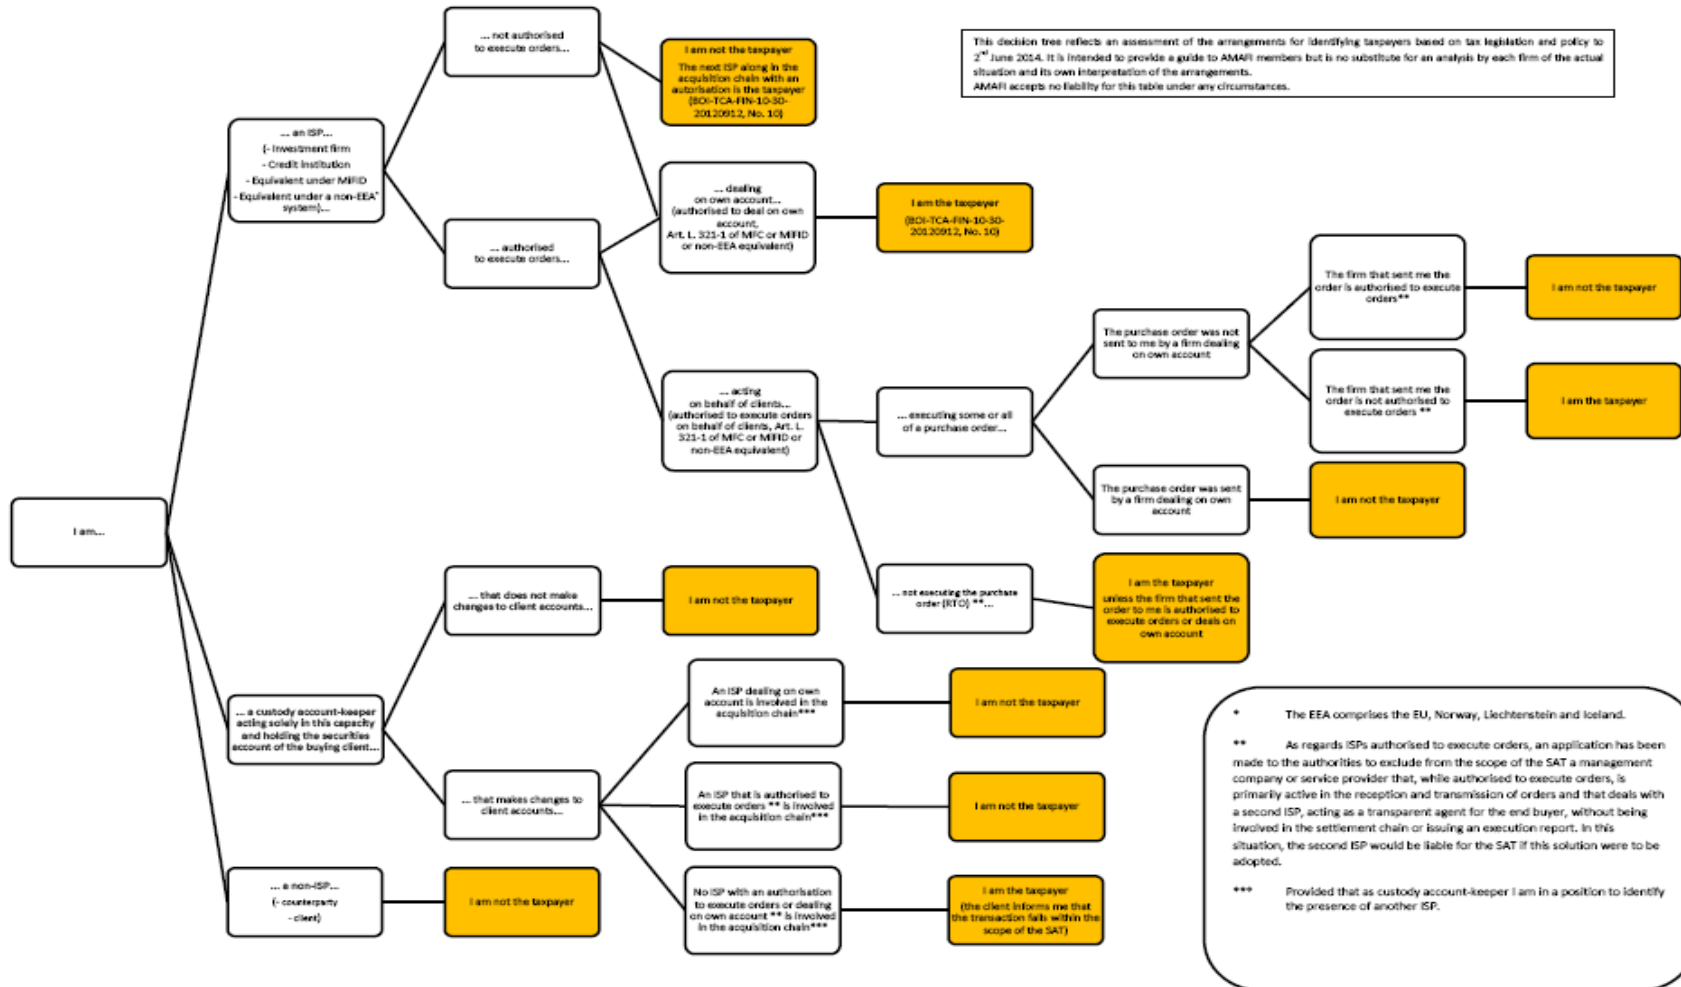 This decision tree reflects an assessment of the arrangements for identifying taxpayers based on tax legislation and policy to
2nd June 2014. It is intended to provide a guide to AMAFI members but is no substitute for an analysis by each firm of the actual
situation and its own interpretation of the arrangements.
AMAFI accepts no liability for this table under any circumstances.
I am...
... an ISP...
(- Investment firm
- Credit institution
- Equivalent under MiFID
- Equivalent under a non-EEA*
system)...
... not authorised
to execute orders...
I am not the taxpayer
The next ISP along in the
acquisition chain with an
autorisation is the taxpayer
(BOI-TCA-FIN-10-30-
20120912, No. 10)
... authorised
to execute orders...
... dealing
on own account...
(authorised to deal on own
account,
Art. L. 321-1 of MFC or MiFID
or non-EEA equivalent)
I am the taxpayer
(BOI-TCA-FIN-10-30-
20120912, No. 10)
... acting
on behalf of clients...
(authorised to execute orders
on behalf of clients, Art. L.
321-1 of MFC or MiFID or
non-EEA equivalent)
... executing some or all
of a purchase order...
The purchase order was not
sent to me by a firm dealing
on own account
The firm that sent me the
order is authorised to execute
orders**
I am not the taxpayer
The firm that sent me the
order is not authorised to
execute orders **
I am the taxpayer
The purchase order was sent
by a firm dealing on own
account
I am not the taxpayer
... not executing the purchase
order (RTO) **...
I am the taxpayer
unless the firm that sent the
order to me is authorised to
execute orders or deals on
own account
... a custody account-keeper
acting solely in this capacity
and holding the securities
account of the buying client...
... that does not make
changes to client accounts...
I am not the taxpayer
... that makes changes to
client accounts...
An ISP dealing on own
account is involved in the
acquisition chain***
I am not the taxpayer
An ISP that is authorised to
execute orders ** is involved
in the acquisition chain***
I am not the taxpayer
No ISP with an authorisation
to execute orders or dealing
on own account ** is involved
in the acquisition chain***
I am the taxpayer
(the client informs me that
the transaction falls within the
scope of the SAT)
... a non-ISP...
(- counterparty
- client)
I am not the taxpayer
* The EEA comprises the EU, Norway, Liechtenstein and Iceland.
** As regards ISPs authorised to execute orders, an application has been
made to the authorities to exclude from the scope of the SAT a management
company or service provider that, while authorised to execute orders, is
primarily active in the reception and transmission of orders and that deals with
a second ISP, acting as a transparent agent for the end buyer, without being
involved in the settlement chain or issuing an execution report. In this
situation, the second ISP would be liable for the SAT if this solution were to be
adopted.
*** Provided that as custody account-keeper I am in a position to identify
the presence of another ISP.